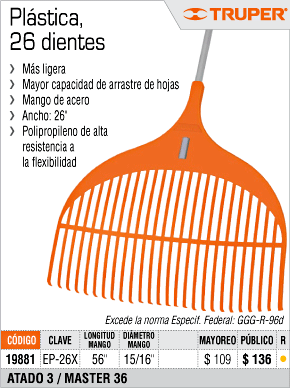 Plástica,
26 dientes
TRUPER®
Más ligera
Mayor capacidad de arrastre de hojas
Mango de acero
Ancho: 26"
Polipropileno de alta
resistencia a
la flexibilidad
Excede la norma Especif. Federal: GGG-R-96d
CÓDIGO CLAVE LONGITUD MANGO DIÁMETRO MANGO MAYOREO PÚBLICO R
19881 EP-26X 56" 15/16" $ 109 $ 136
ATADO 3 / MASTER 36